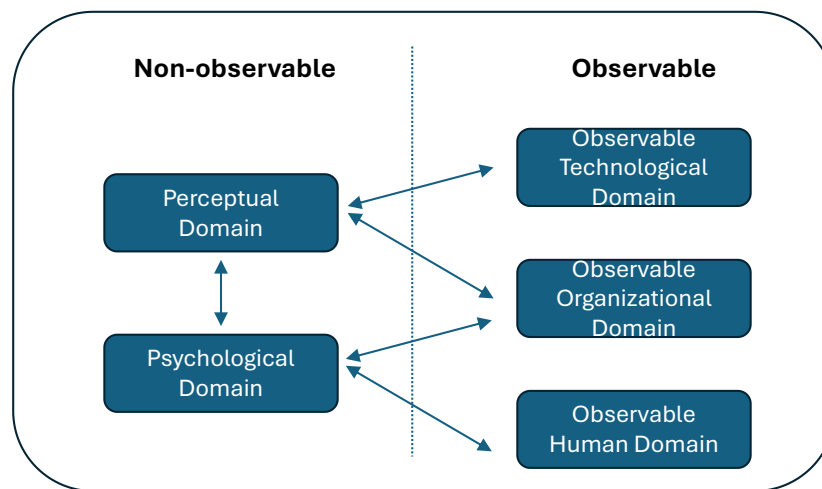 Non-observable
Observable
Perceptual
Domain
Psychological
Domain
Observable
Technological
Domain
Observable
Organizational
Domain
Observable
Human Domain